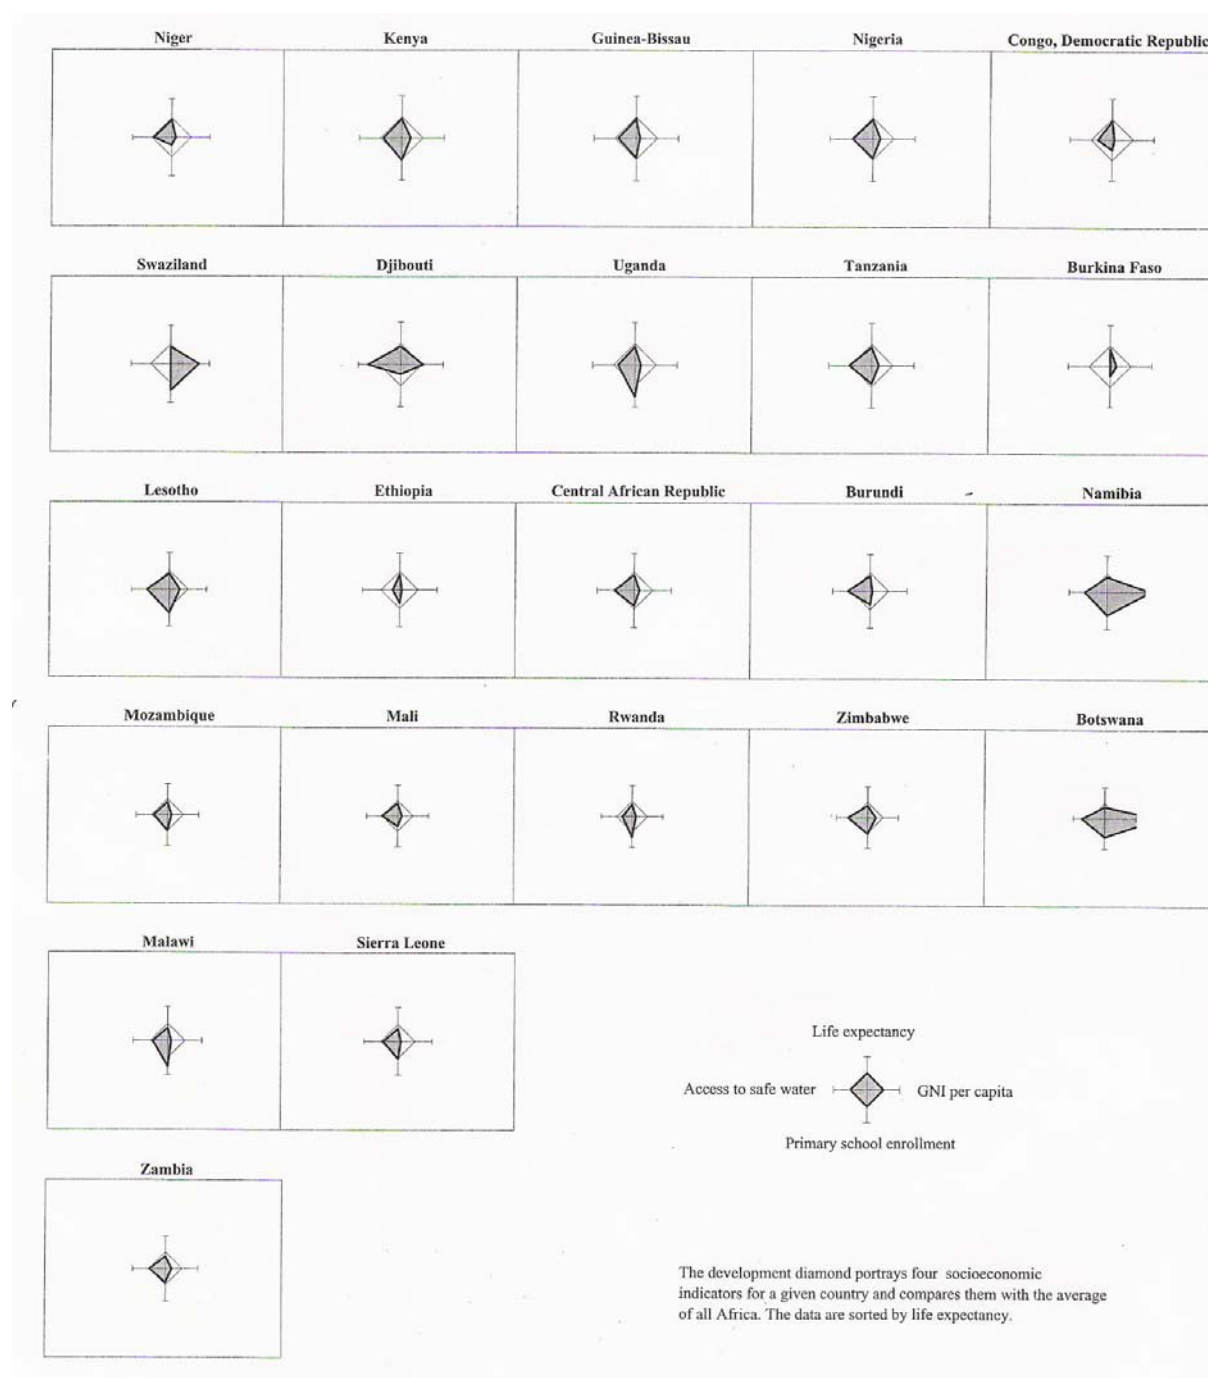 Niger
Kenya
Guinea-Bissau
Nigeria
Congo, Democratic Republic
Swaziland
Djibouti
Uganda
Tanzania
Burkina Faso
Lesotho
Ethiopia
Central African Republic
Burundi
Namibia
Mozambique
Mali
Rwanda
Zimbabwe
Botswana
Malawi
Sierra Leone
Life expectancy
Access to safe water
GNI per capita
Primary school enrollment
Zambia
The development diamond portrays four socioeconomic
indicators for a given country and compares them with the average
of all Africa. The data are sorted by life expectancy.